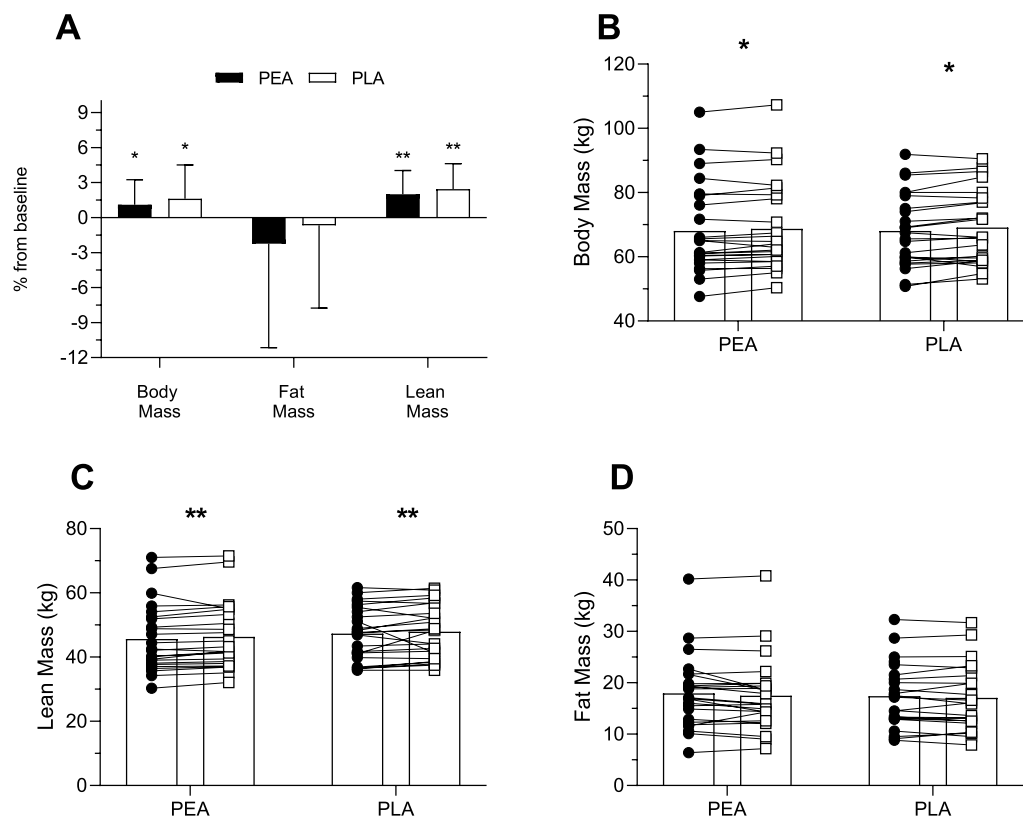 A
PEA PLA
9
6
3
0
-3
-6
-9
-12
% from baseline
* * ** **
Body Mass
Fat Mass
Lean Mass
B
* *
120
100
80
60
40
Body Mass (kg)
PEA PLA
C
** **
80
60
40
20
0
Lean Mass (kg)
PEA PLA
D
50
40
30
20
10
0
Fat Mass (kg)
PEA PLA